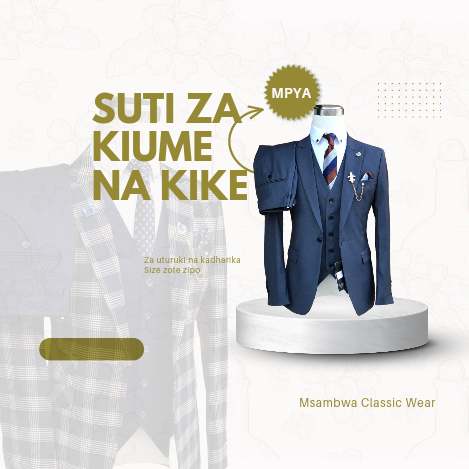 MPYA
SUTI ZA
KIUME
NA KIKE
Za uturuki na kadharika
Size zote zipo
Msambwa Classic Wear